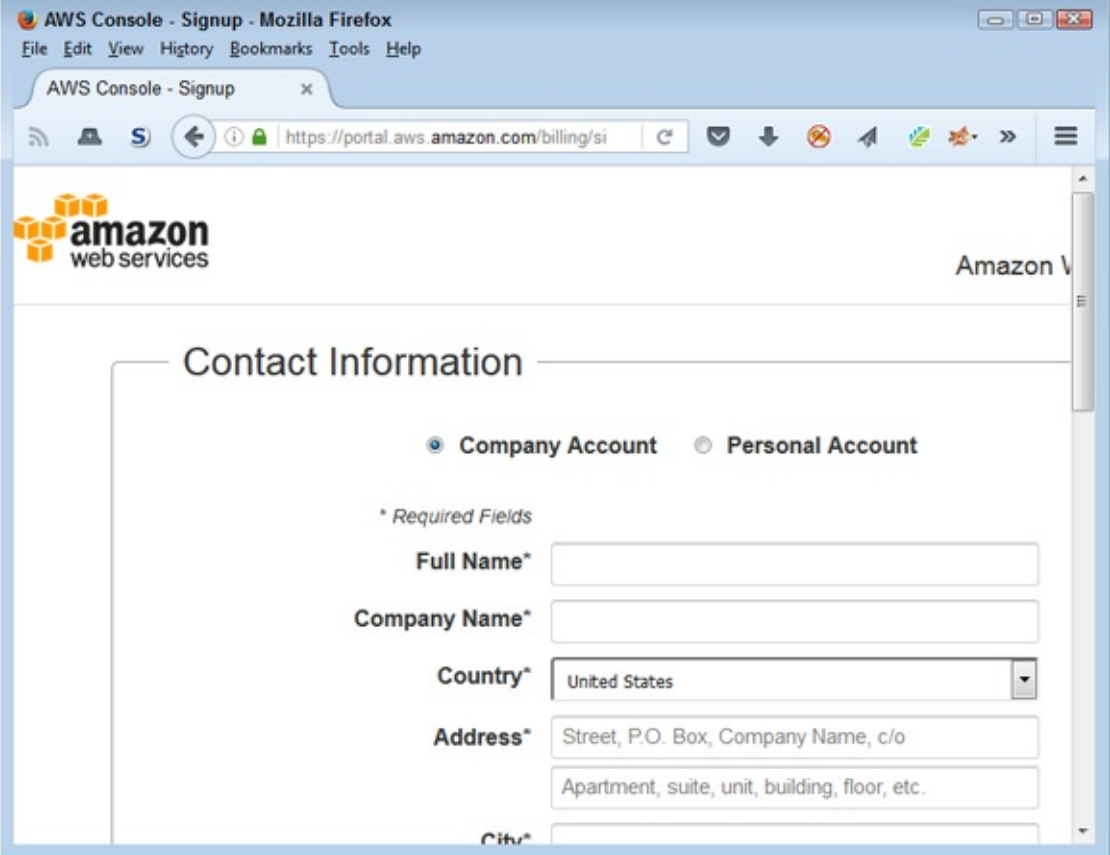 AWS Console - Signup - Mozilla Firefox
File Edit View History Bookmarks Tools Help
AWS Console - Signup
S https://portal.aws.amazon.com/billing/si
amazon
web services
Amazon W
Contact Information
Company Account Personal Account
* Required Fields
Full Name*
Company Name*
Country* United States
Address* Street, P.O. Box, Company Name, c/o
Apartment, suite, unit, building, floor, etc.
City*